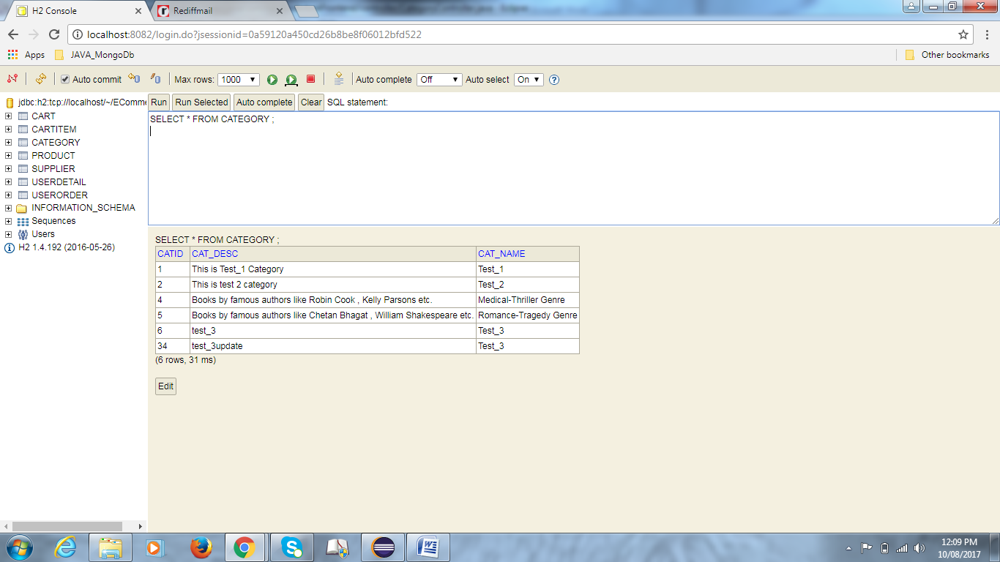 H2 Console
Rediffmail
localhost:8082/login.do?jsessionid=0a59120a450cd26b8be8f06012bfd522
Apps JAVA_MongoDb Other bookmarks
Auto commit Max rows: 1000 Auto complete Off Auto select On
jdbc:h2:tcp://localhost/~/EComme
CART
CARTITEM
CATEGORY
PRODUCT
SUPPLIER
USERDETAIL
USERORDER
INFORMATION_SCHEMA
Sequences
Users
H2 1.4.192 (2016-05-26)
Run Run Selected Auto complete Clear SQL statement:
SELECT * FROM CATEGORY ;
SELECT * FROM CATEGORY ;
CATID CAT_DESC CAT_NAME
1 This is Test_1 Category Test_1
2 This is test 2 category Test_2
4 Books by famous authors like Robin Cook , Kelly Parsons etc. Medical-Thriller Genre
5 Books by famous authors like Chetan Bhagat , William Shakespeare etc. Romance-Tragedy Genre
6 test_3 Test_3
34 test_3update Test_3
(6 rows, 31 ms)
Edit
12:09 PM
10/08/2017